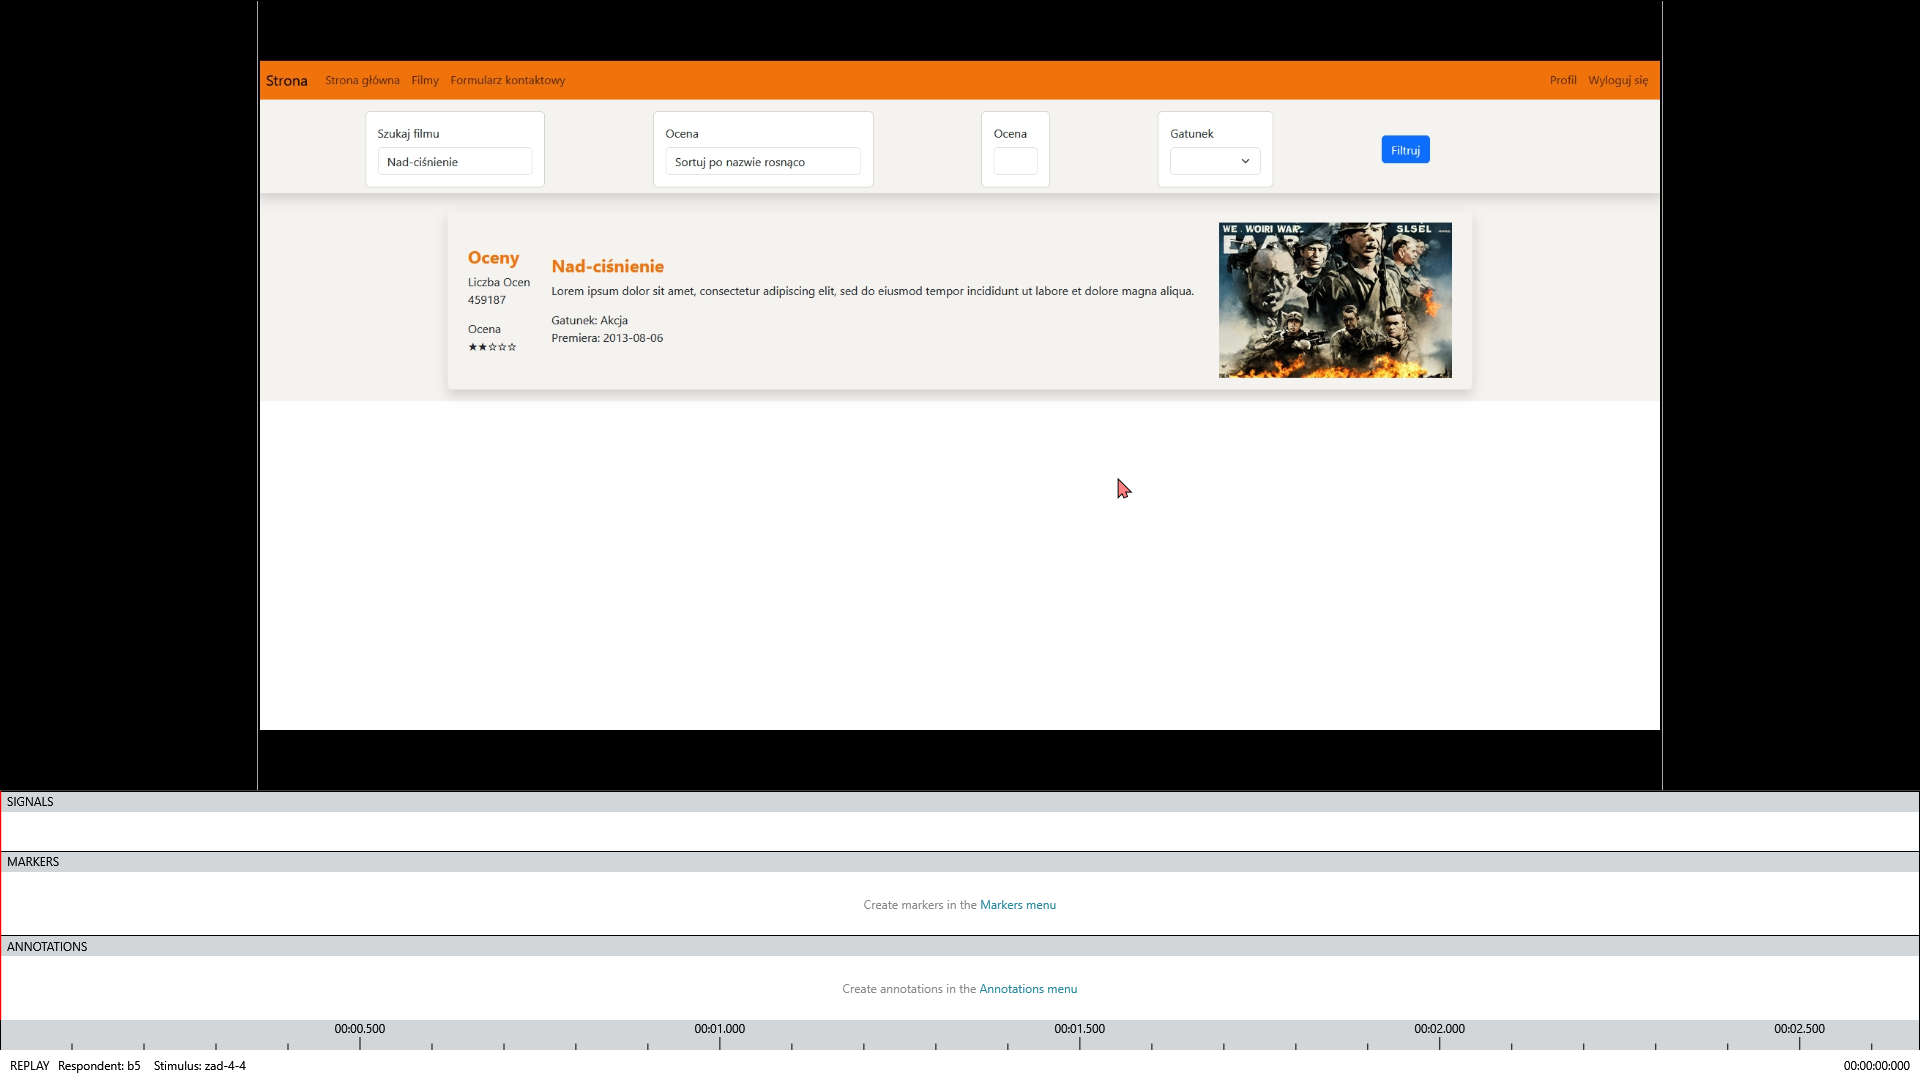 Strona Strona główna Filmy Formularz kontaktowy Profil Wyloguj się
Szukaj filmu
Nad-ciśnienie
Ocena
Sortuj po nazwie rosnąco
Ocena
Gatunek
Filtruj
Oceny
Liczba Ocen
459187
Ocena
★★☆☆☆
Nad-ciśnienie
Lorem ipsum dolor sit amet, consectetur adipiscing elit, sed do eiusmod tempor incididunt ut labore et dolore magna aliqua.
Gatunek: Akcja
Premiera: 2013-08-06
WE . WOIRI WAR
SLSEL
EAAR
SIGNALS
MARKERS
Create markers in the Markers menu
ANNOTATIONS
Create annotations in the Annotations menu
00:00.500 00:01.000 00:01.500 00:02.000 00:02.500
REPLAY Respondent: b5 Stimulus: zad-4-4 00:00:00:000